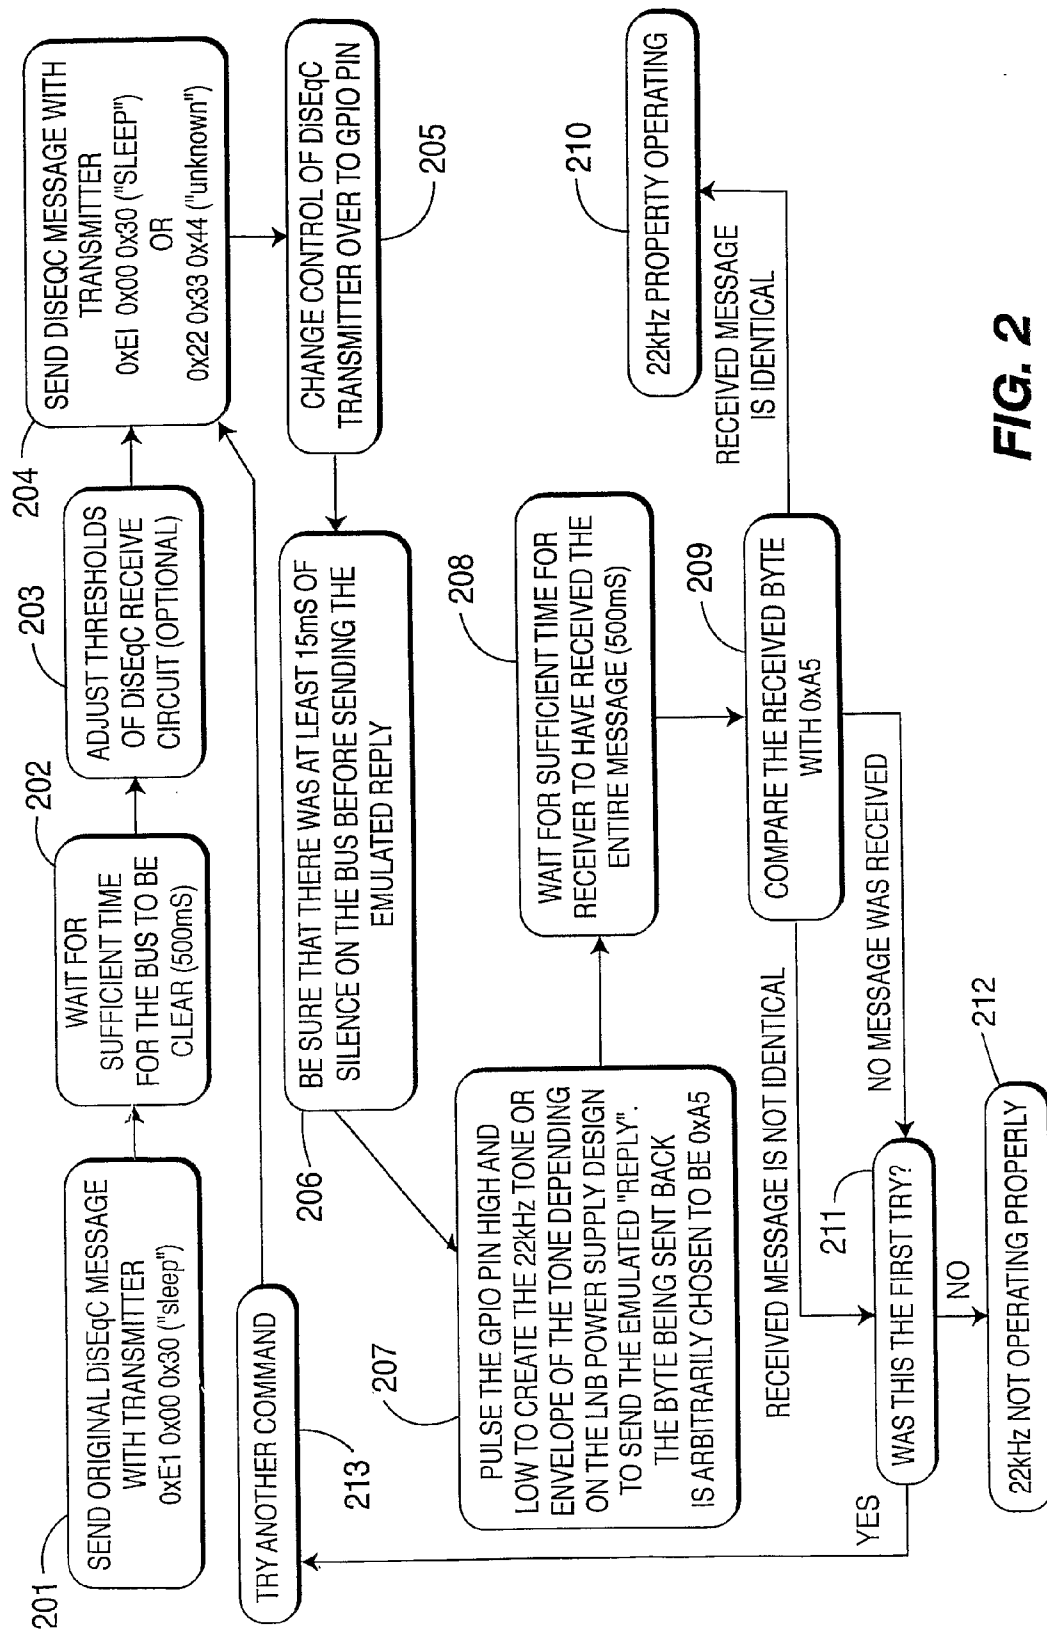 201
SEND ORIGINAL DiSEqC MESSAGE
WITH TRANSMITTER
0xE1 0x00 0x30 ("sleep")
202
WAIT FOR
SUFFICIENT TIME
FOR THE BUS TO BE
CLEAR (500mS)
203
ADJUST THRESHOLDS
OF DiSEqC RECEIVE
CIRCUIT (OPTIONAL)
204
SEND DISEQC MESSAGE WITH
TRANSMITTER
0xEI 0x00 0x30 ("SLEEP")
OR
0x22 0x33 0x44 ("unknown")
TRY ANOTHER COMMAND
213
CHANGE CONTROL OF DiSEqC
TRANSMITTER OVER TO GPIO PIN
205
BE SURE THAT THERE WAS AT LEAST 15mS OF
SILENCE ON THE BUS BEFORE SENDING THE
EMULATED REPLY
206
207
PULSE THE GPIO PIN HIGH AND
LOW TO CREATE THE 22kHz TONE OR
ENVELOPE OF THE TONE DEPENDING
ON THE LNB POWER SUPPLY DESIGN
TO SEND THE EMULATED "REPLY".
THE BYTE BEING SENT BACK
IS ARBITRARILY CHOSEN TO BE 0xA5
208
WAIT FOR SUFFICIENT TIME FOR
RECEIVER TO HAVE RECEIVED THE
ENTIRE MESSAGE (500mS)
209
COMPARE THE RECEIVED BYTE
WITH 0xA5
RECEIVED MESSAGE
IS IDENTICAL
210
22kHz PROPERTY OPERATING
RECEIVED MESSAGE IS NOT IDENTICAL
NO MESSAGE WAS RECEIVED
211
WAS THIS THE FIRST TRY?
YES
NO
212
22kHz NOT OPERATING PROPERLY
FIG. 2